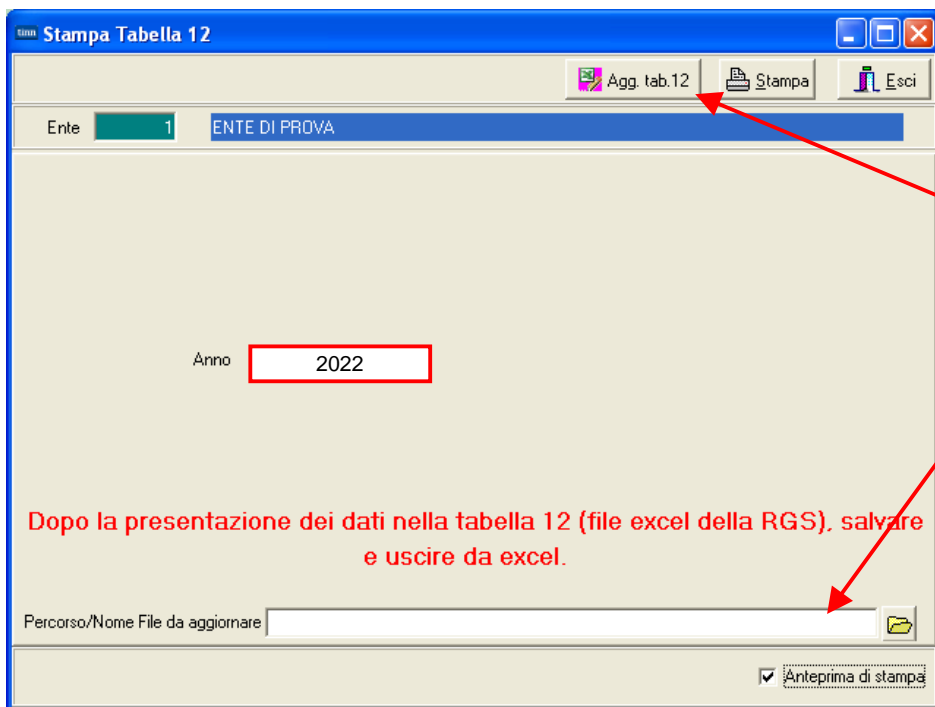 tinn Stampa Tabella 12
Agg. tab.12 Stampa Esci
Ente 1 ENTE DI PROVA
Anno 2022
Dopo la presentazione dei dati nella tabella 12 (file excel della RGS), salvare
e uscire da excel.
Percorso/Nome File da aggiornare
Anteprima di stampa